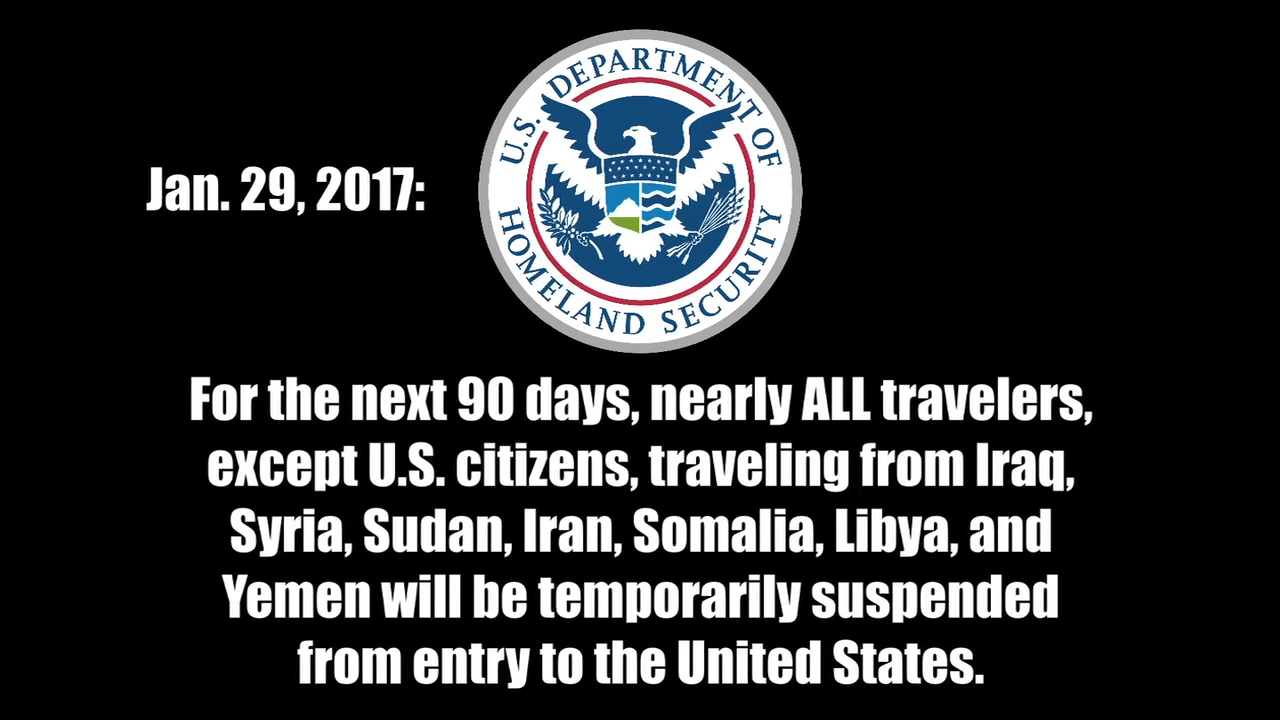 U.S. DEPARTMENT OF
HOMELAND SECURITY
Jan. 29, 2017:
For the next 90 days, nearly ALL travelers,
except U.S. citizens, traveling from Iraq,
Syria, Sudan, Iran, Somalia, Libya, and
Yemen will be temporarily suspended
from entry to the United States.